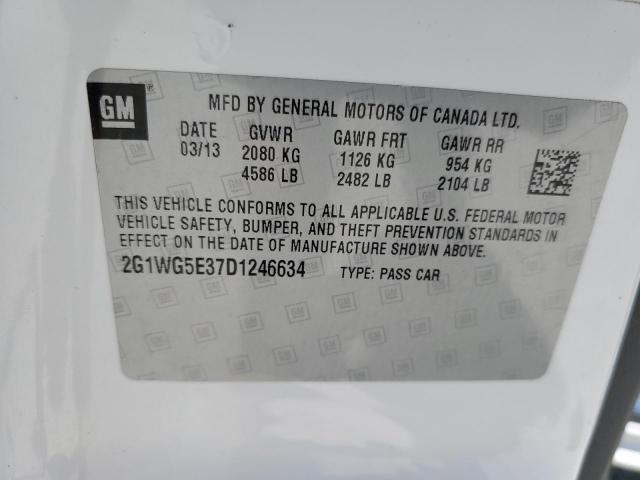 GM
MFD BY GENERAL MOTORS OF CANADA LTD.
DATE GVWR GAWR FRT GAWR RR
03/13 2080 KG 1126 KG 954 KG
4586 LB 2482 LB 2104 LB
THIS VEHICLE CONFORMS TO ALL APPLICABLE U.S. FEDERAL MOTOR
VEHICLE SAFETY, BUMPER, AND THEFT PREVENTION STANDARDS IN
EFFECT ON THE DATE OF MANUFACTURE SHOWN ABOVE.
2G1WG5E37D1246634 TYPE: PASS CAR